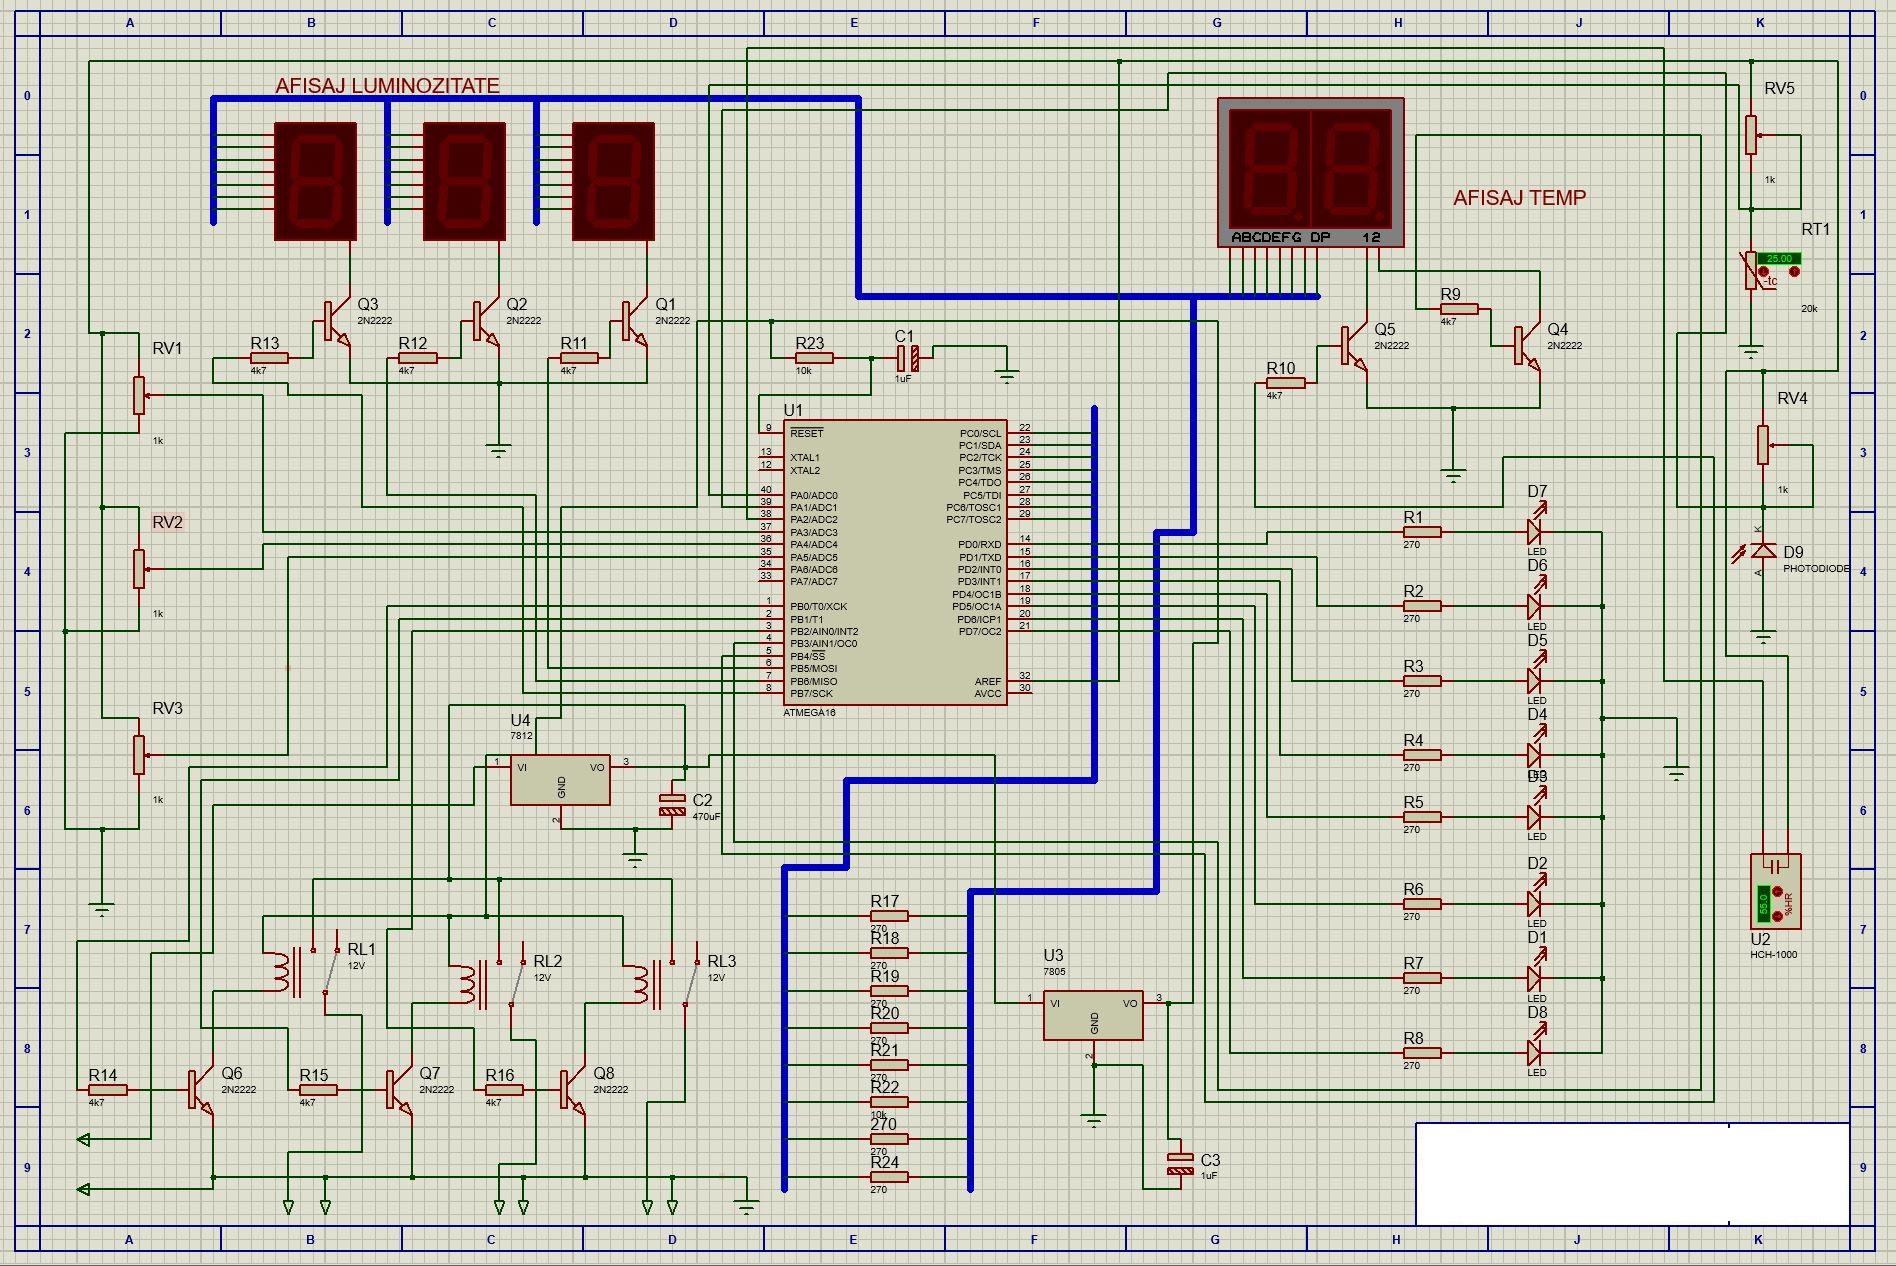 A B C D E F G H J K
0
1
2
3
4
5
6
7
8
9
AFISAJ LUMINOZITATE
Q3
2N2222
Q2
2N2222
Q1
2N2222
R13
4k7
R12
4k7
R11
4k7
R23
10k
C1
1uF
RV1
1k
RV2
1k
RV3
1k
ABCDEFG DP 12
AFISAJ TEMP
R9
4k7
Q5
2N2222
Q4
2N2222
R10
4k7
RV5
1k
RT1
25.00
-tc
20k
RV4
1k
K
A
D9
PHOTODIODE
U1
9 RESET
13 XTAL1
12 XTAL2
40 PA0/ADC0
39 PA1/ADC1
38 PA2/ADC2
37 PA3/ADC3
36 PA4/ADC4
35 PA5/ADC5
34 PA6/ADC6
33 PA7/ADC7
1 PB0/T0/XCK
2 PB1/T1
3 PB2/AIN0/INT2
4 PB3/AIN1/OC0
5 PB4/SS
6 PB5/MOSI
7 PB6/MISO
8 PB7/SCK
PC0/SCL 22
PC1/SDA 23
PC2/TCK 24
PC3/TMS 25
PC4/TDO 26
PC5/TDI 27
PC6/TOSC1 28
PC7/TOSC2 29
PD0/RXD 14
PD1/TXD 15
PD2/INT0 16
PD3/INT1 17
PD4/OC1B 18
PD5/OC1A 19
PD6/ICP1 20
PD7/OC2 21
AREF 32
AVCC 30
ATMEGA16
R1
270
D7
LED
R2
270
D6
LED
R3
270
D5
LED
R4
270
D4
LED
R5
270
D3
LED
R6
270
D2
LED
R7
270
D1
LED
R8
270
D8
LED
U4
7812
1 VI VO 3
GND
2
C2
470uF
RL1
12V
RL2
12V
RL3
12V
R14
4k7
Q6
2N2222
R15
4k7
Q7
2N2222
R16
4k7
Q8
2N2222
R17
270
R18
270
R19
270
R20
270
R21
270
R22
10k
270
270
R24
270
U3
7805
1 VI VO 3
GND
2
C3
1uF
55.0
%HR
U2
HCH-1000
0
1
2
3
4
5
6
7
8
9
A B C D E F G H J K